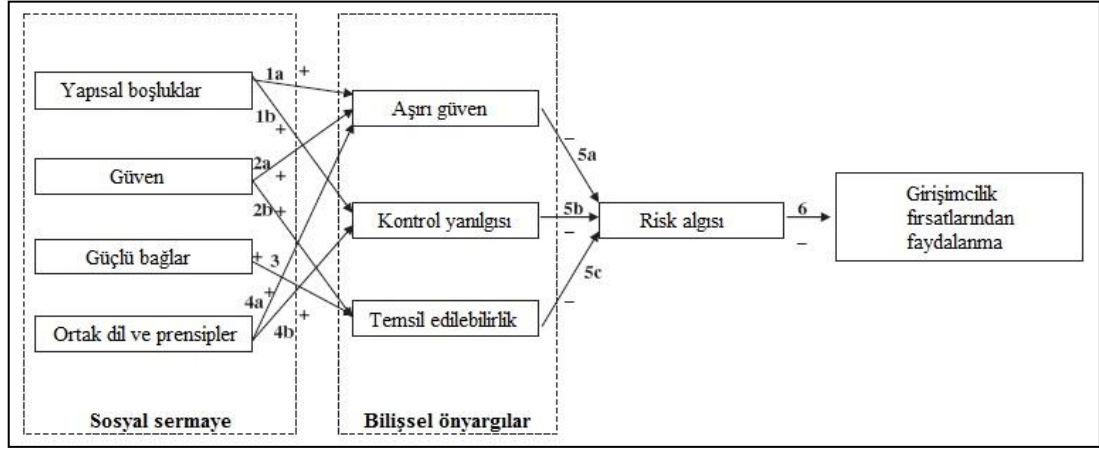 Yapısal boşluklar
Güven
Güçlü bağlar
Ortak dil ve prensipler
Sosyal sermaye
1a +
1b
+
2a
+
2b
+
+ 3
4a
+
4b
+
Aşırı güven
Kontrol yanılgısı
Temsil edilebilirlik
Bilişsel önyargılar
–
5a
5b
–
5c
–
Risk algısı
6
–
Girişimcilik
fırsatlarından
faydalanma